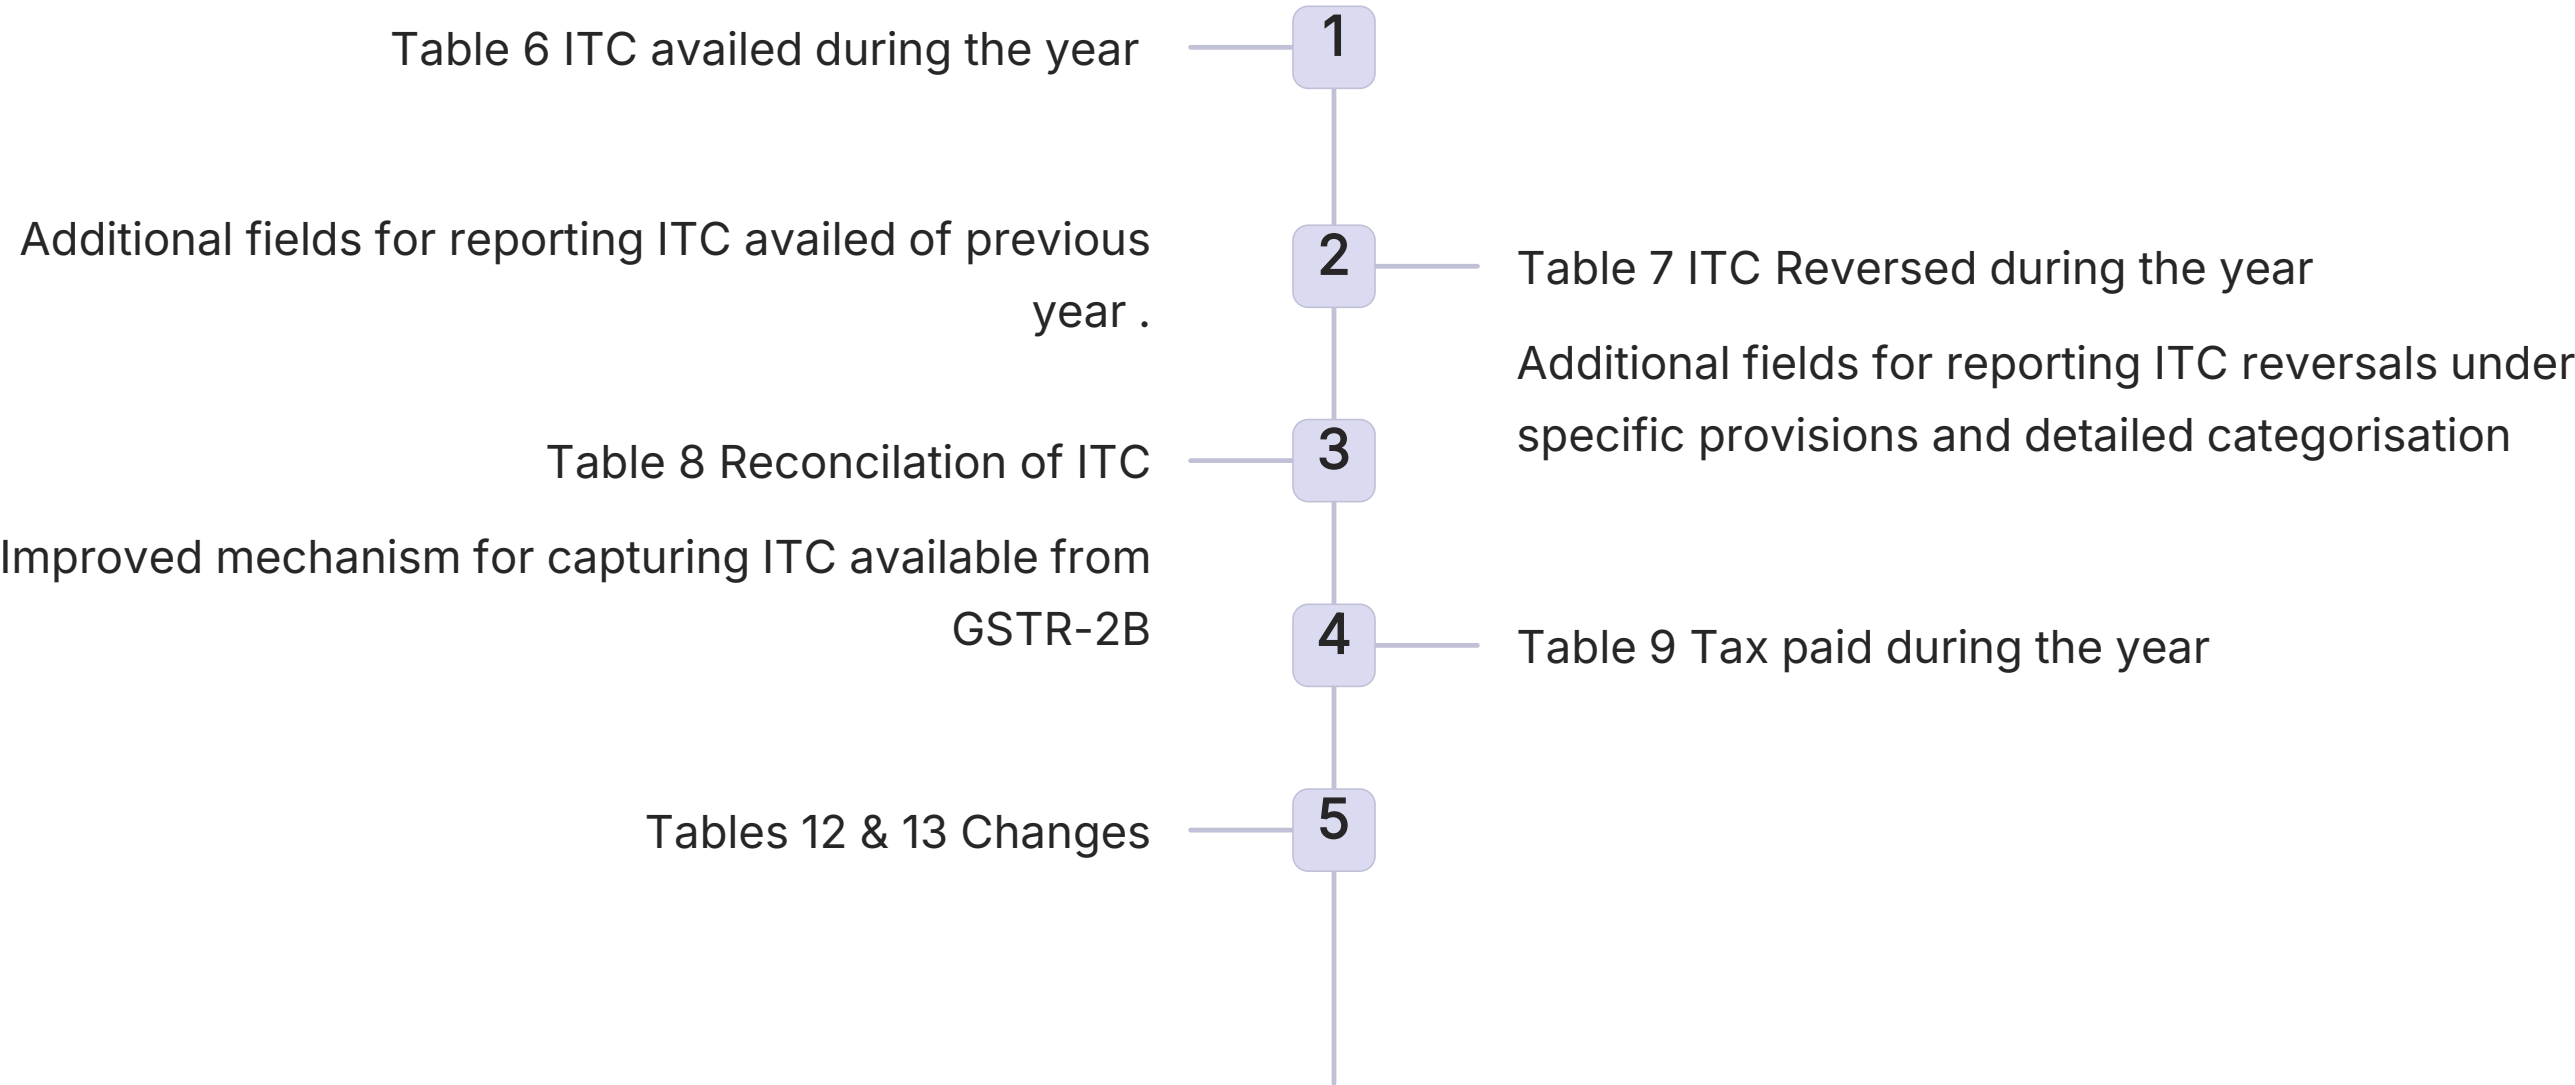 1
Table 6 ITC availed during the year
Additional fields for reporting ITC availed of previous
year .
2
Table 7 ITC Reversed during the year
Additional fields for reporting ITC reversals under
specific provisions and detailed categorisation
3
Table 8 Reconcilation of ITC
Improved mechanism for capturing ITC available from
GSTR-2B
4
Table 9 Tax paid during the year
5
Tables 12 & 13 Changes